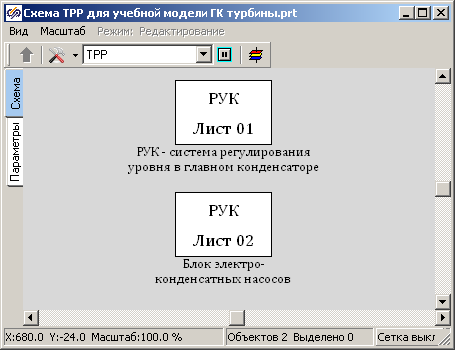 Схема ТРР для учебной модели ГК турбины.prt
Вид Масштаб Режим: Редактирование
ТРР
Схема
Параметры
РУК
Лист 01
РУК - система регулирования
уровня в главном конденсаторе
РУК
Лист 02
Блок электро-
конденсатных насосов
X:680.0 Y:-24.0 Масштаб:100.0 %
Объектов 2 Выделено 0
Сетка выкл